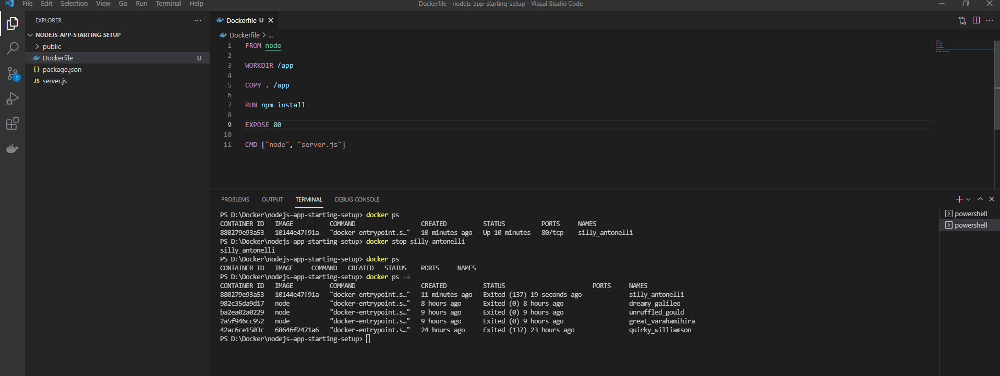 File Edit Selection View Go Run Terminal Help
Dockerfile - nodejs-app-starting-setup - Visual Studio Code
EXPLORER
NODEJS-APP-STARTING-SETUP
public
Dockerfile U
{} package.json
JS server.js
1
Dockerfile U
Dockerfile > ...
1 FROM node
2
3 WORKDIR /app
4
5 COPY . /app
6
7 RUN npm install
8
9 EXPOSE 80
10
11 CMD ["node", "server.js"]
PROBLEMS OUTPUT TERMINAL DEBUG CONSOLE
PS D:\Docker\nodejs-app-starting-setup> docker ps
CONTAINER ID IMAGE COMMAND CREATED STATUS PORTS NAMES
880279e93a53 10144e47f91a "docker-entrypoint.s…" 10 minutes ago Up 10 minutes 80/tcp silly_antonelli
PS D:\Docker\nodejs-app-starting-setup> docker stop silly_antonelli
silly_antonelli
PS D:\Docker\nodejs-app-starting-setup> docker ps
CONTAINER ID IMAGE COMMAND CREATED STATUS PORTS NAMES
PS D:\Docker\nodejs-app-starting-setup> docker ps -a
CONTAINER ID IMAGE COMMAND CREATED STATUS PORTS NAMES
880279e93a53 10144e47f91a "docker-entrypoint.s…" 11 minutes ago Exited (137) 19 seconds ago silly_antonelli
982c35da9d17 node "docker-entrypoint.s…" 8 hours ago Exited (0) 8 hours ago dreamy_galileo
ba2ea02a0229 node "docker-entrypoint.s…" 9 hours ago Exited (0) 9 hours ago unruffled_gould
2a5f946cc952 node "docker-entrypoint.s…" 9 hours ago Exited (0) 9 hours ago great_varahamihira
42ac6ce1503c 68646f2471a6 "docker-entrypoint.s…" 24 hours ago Exited (137) 23 hours ago quirky_williamson
PS D:\Docker\nodejs-app-starting-setup>
powershell
powershell